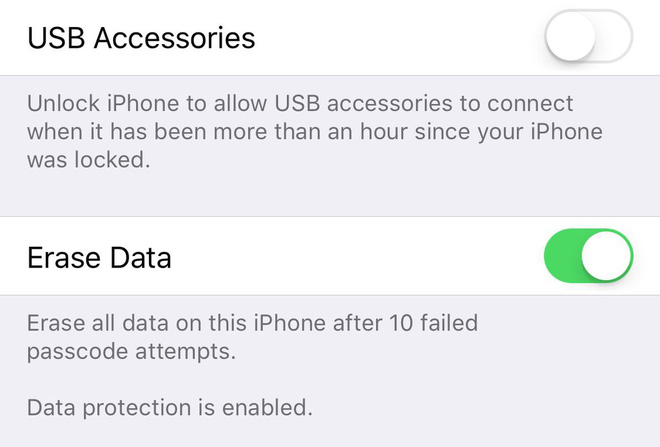 USB Accessories
Unlock iPhone to allow USB accessories to connect
when it has been more than an hour since your iPhone
was locked.
Erase Data
Erase all data on this iPhone after 10 failed
passcode attempts.
Data protection is enabled.